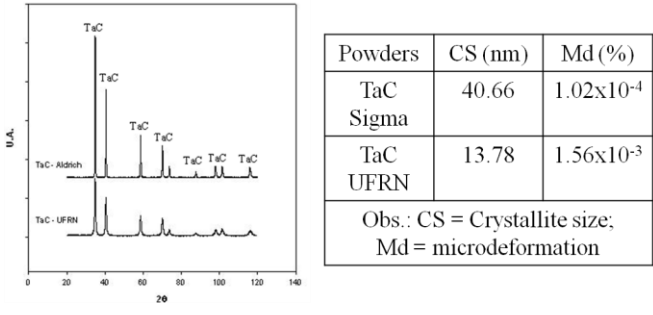 TaC
TaC
TaC
TaC
TaC TaC TaC
U.A.
TaC - Aldrich
TaC - UFRN
0 20 40 60 80 100 120 140
2θ
Powders CS (nm) Md (%)
TaC Sigma 40.66 1.02x10⁻⁴
TaC UFRN 13.78 1.56x10⁻³
Obs.: CS = Crystallite size;
Md = microdeformation